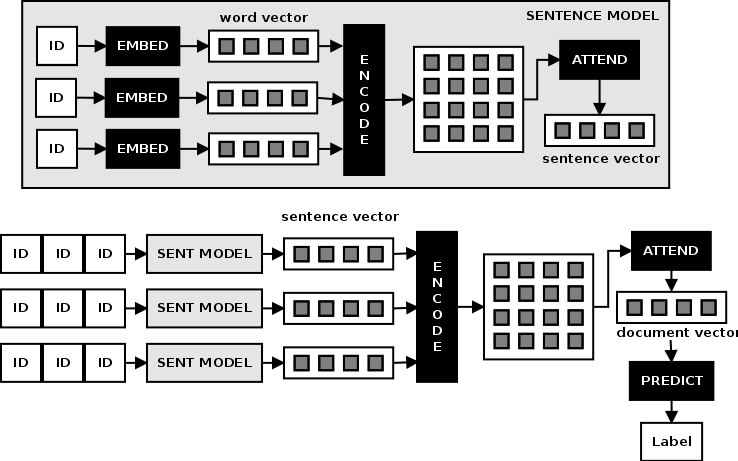 SENTENCE MODEL
word vector
ID EMBED
ID EMBED
ID EMBED
ENCODE
ATTEND
sentence vector
sentence vector
ID ID ID SENT MODEL
ID ID ID SENT MODEL
ID ID ID SENT MODEL
ENCODE
ATTEND
document vector
PREDICT
Label